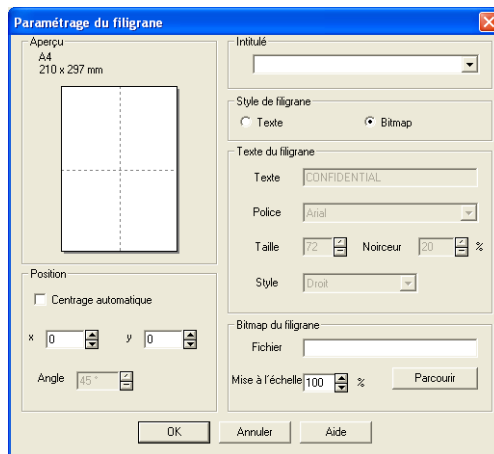 Paramétrage du filigrane
Aperçu
A4
210 x 297 mm
Position
Centrage automatique
x 0 y 0
Angle 45 °
Intitulé
Style de filigrane
Texte Bitmap
Texte du filigrane
Texte CONFIDENTIAL
Police Arial
Taille 72 Noirceur 20 %
Style Droit
Bitmap du filigrane
Fichier
Mise à l'échelle 100 % Parcourir
OK Annuler Aide